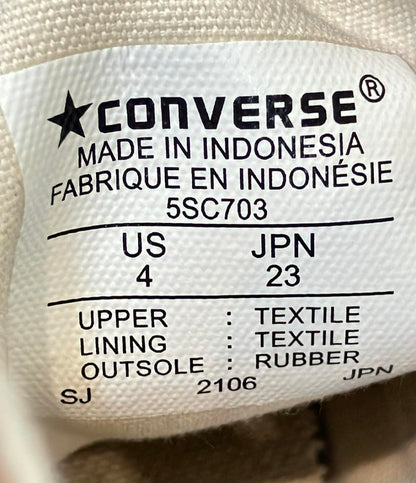 ★CONVERSE®
MADE IN INDONESIA
FABRIQUE EN INDONÉSIE
5SC703
US JPN
4 23
UPPER : TEXTILE
LINING : TEXTILE
OUTSOLE : RUBBER
SJ 2106 JPN